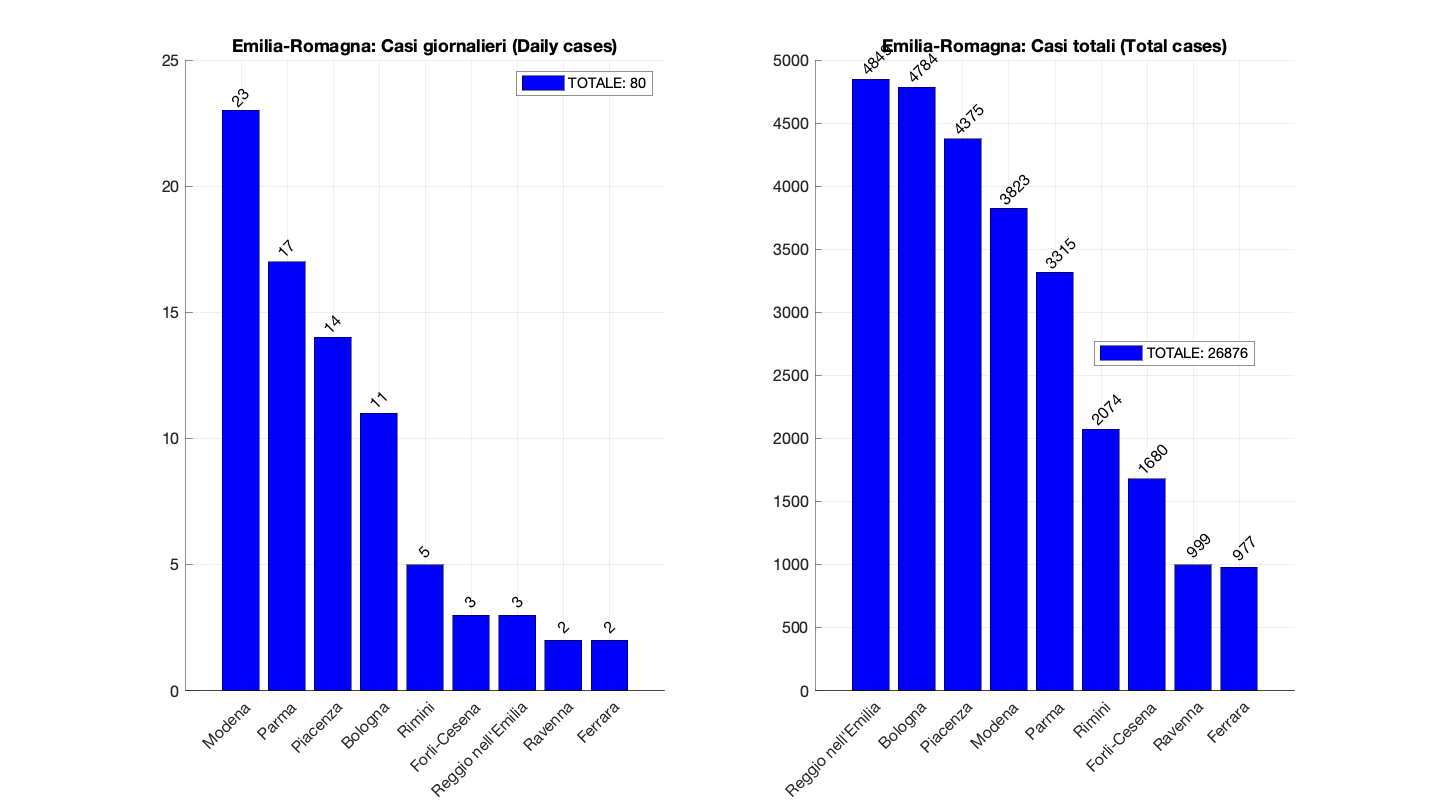 Emilia-Romagna: Casi giornalieri (Daily cases)
TOTALE: 80
25
20
15
10
5
0
23
17
14
11
5
3
3
2
2
Modena
Parma
Piacenza
Bologna
Rimini
Forlì-Cesena
Reggio nell'Emilia
Ravenna
Ferrara
Emilia-Romagna: Casi totali (Total cases)
TOTALE: 26876
5000
4500
4000
3500
3000
2500
2000
1500
1000
500
0
4849
4784
4375
3823
3315
2074
1680
999
977
Reggio nell'Emilia
Bologna
Piacenza
Modena
Parma
Rimini
Forlì-Cesena
Ravenna
Ferrara